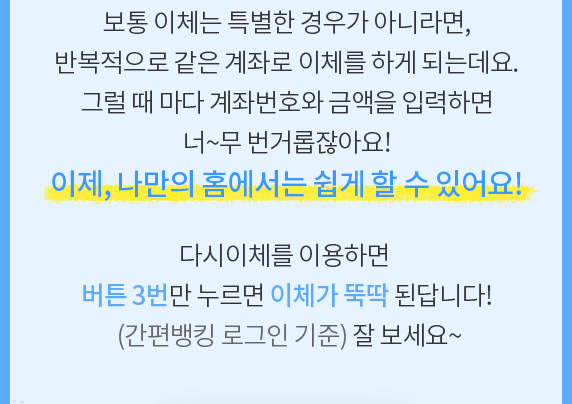 보통 이체는 특별한 경우가 아니라면,
반복적으로 같은 계좌로 이체를 하게 되는데요.
그럴 때 마다 계좌번호와 금액을 입력하면
너~무 번거롭잖아요!
이제, 나만의 홈에서는 쉽게 할 수 있어요!
다시이체를 이용하면
버튼 3번만 누르면 이체가 뚝딱 된답니다!
(간편뱅킹 로그인 기준) 잘 보세요~